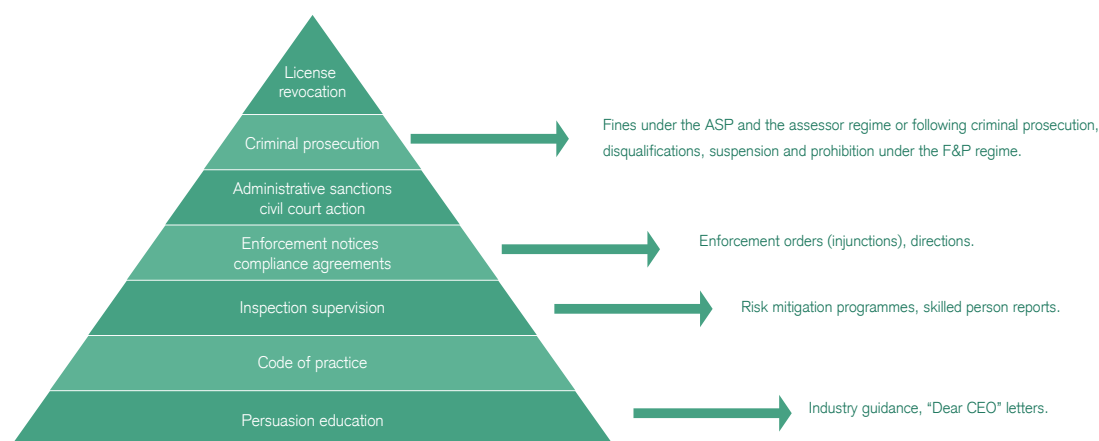 License
revocation
Criminal prosecution
Fines under the ASP and the assessor regime or following criminal prosecution,
disqualifications, suspension and prohibition under the F&P regime.
Administrative sanctions
civil court action
Enforcement notices
compliance agreements
Enforcement orders (injunctions), directions.
Inspection supervision
Risk mitigation programmes, skilled person reports.
Code of practice
Persuasion education
Industry guidance, “Dear CEO” letters.